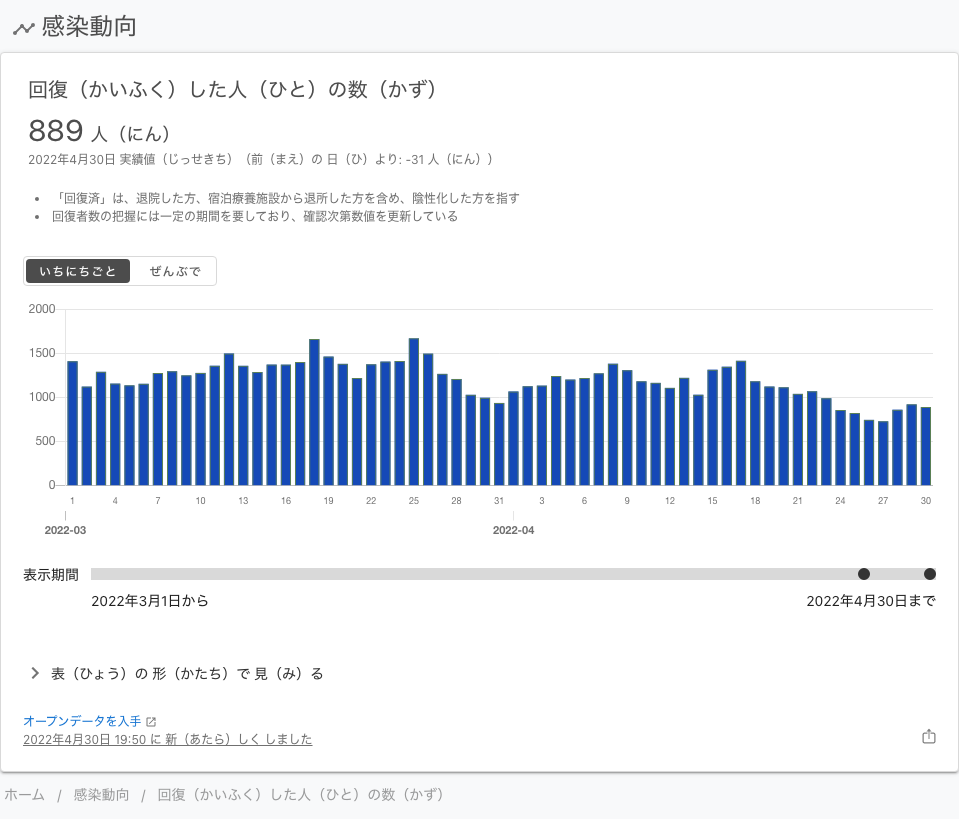 感染動向
回復（かいふく）した人（ひと）の数（かず）
889 人（にん）
2022年4月30日 実績値（じっせきち）（前（まえ）の 日（ひ）より: -31 人（にん））
• 「回復済」は、退院した方、宿泊療養施設から退所した方を含め、陰性化した方を指す
• 回復者数の把握には一定の期間を要しており、確認次第数値を更新している
いちにちごと ぜんぶで
2000
1500
1000
500
0
1 4 7 10 13 16 19 22 25 28 31 3 6 9 12 15 18 21 24 27 30
2022-03 2022-04
表示期間
2022年3月1日から 2022年4月30日まで
表（ひょう）の 形（かたち）で 見（み）る
オープンデータを入手
2022年4月30日 19:50 に 新（あたら）しく しました
ホーム / 感染動向 / 回復（かいふく）した人（ひと）の数（かず）